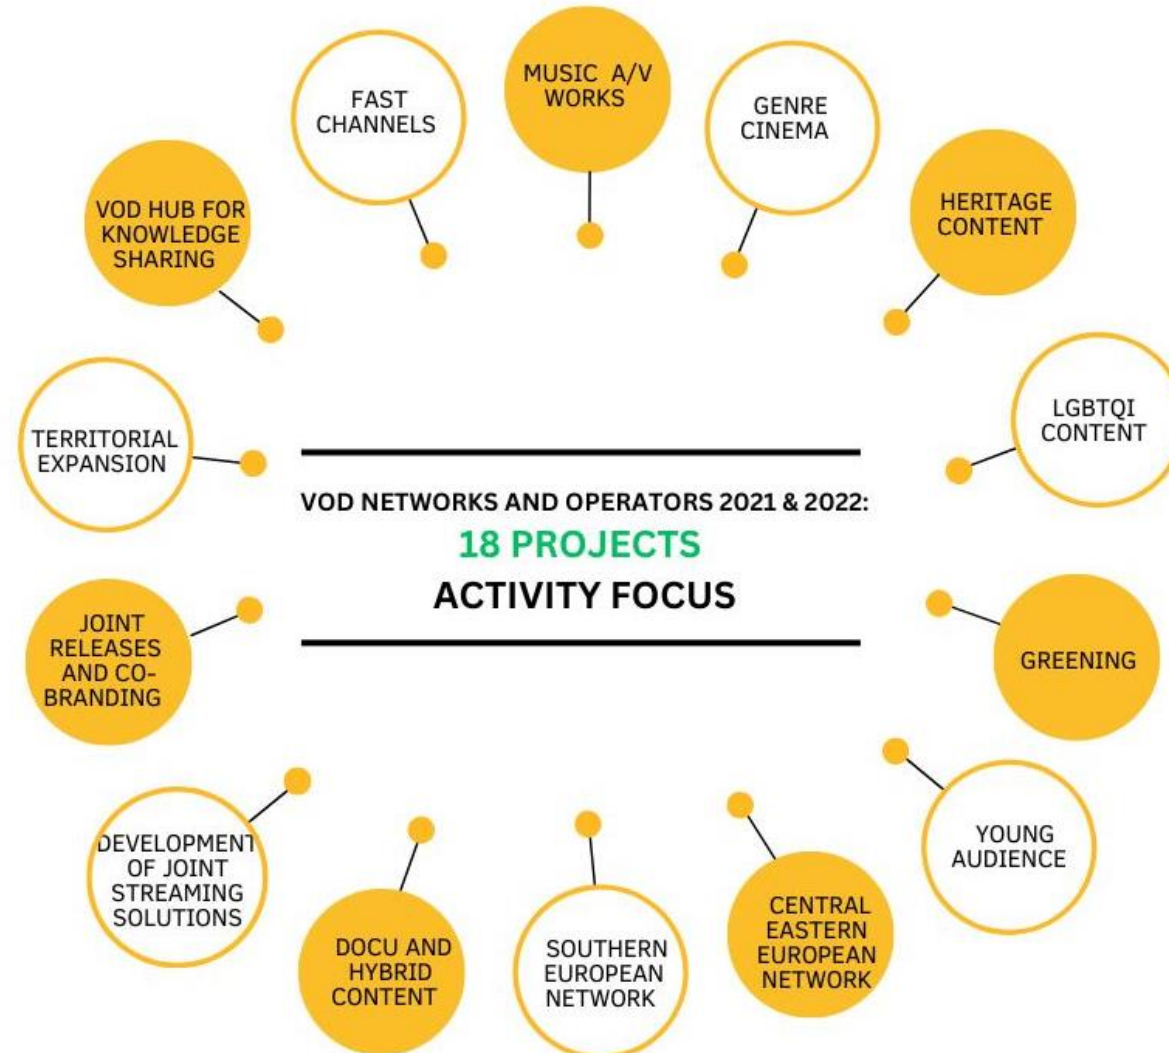 MUSIC A/V
WORKS
FAST
CHANNELS
GENRE
CINEMA
VOD HUB FOR
KNOWLEDGE
SHARING
HERITAGE
CONTENT
TERRITORIAL
EXPANSION
LGBTQI
CONTENT
VOD NETWORKS AND OPERATORS 2021 & 2022:
18 PROJECTS
ACTIVITY FOCUS
JOINT
RELEASES
AND CO-
BRANDING
GREENING
DEVELOPMENT
OF JOINT
STREAMING
SOLUTIONS
YOUNG
AUDIENCE
DOCU AND
HYBRID
CONTENT
SOUTHERN
EUROPEAN
NETWORK
CENTRAL
EASTERN
EUROPEAN
NETWORK